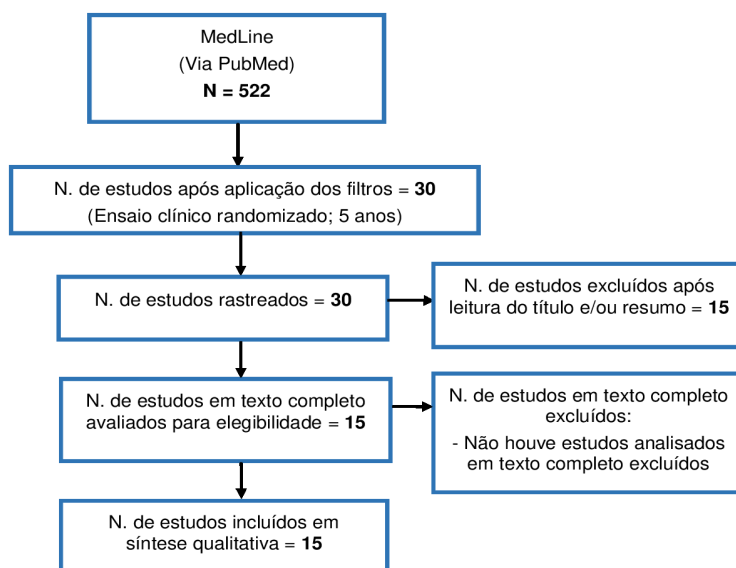 MedLine
(Via PubMed)
N = 522
N. de estudos após aplicação dos filtros = 30
(Ensaio clínico randomizado; 5 anos)
N. de estudos rastreados = 30
N. de estudos excluídos após
leitura do título e/ou resumo = 15
N. de estudos em texto completo
avaliados para elegibilidade = 15
N. de estudos em texto completo
excluídos:
- Não houve estudos analisados
em texto completo excluídos
N. de estudos incluídos em
síntese qualitativa = 15